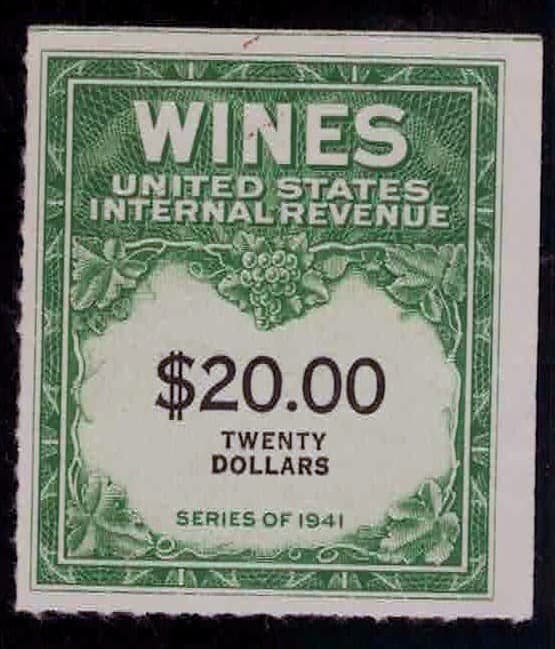 WINES
UNITED STATES
INTERNAL REVENUE
$20.00
TWENTY
DOLLARS
SERIES OF 1941